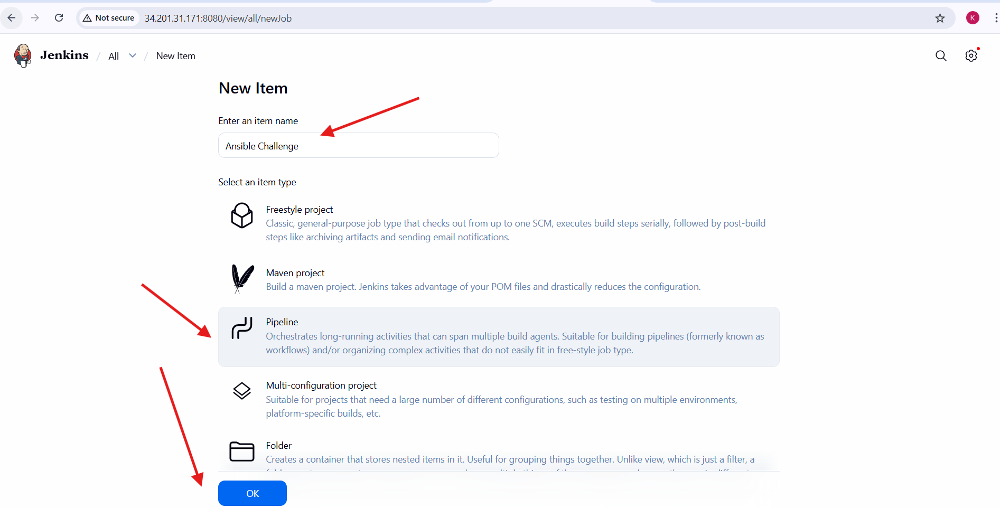 Not secure 34.201.31.171:8080/view/all/newJob K
Jenkins / All / New Item
New Item
Enter an item name
Ansible Challenge
Select an item type
Freestyle project
Classic, general-purpose job type that checks out from up to one SCM, executes build steps serially, followed by post-build
steps like archiving artifacts and sending email notifications.
Maven project
Build a maven project. Jenkins takes advantage of your POM files and drastically reduces the configuration.
Pipeline
Orchestrates long-running activities that can span multiple build agents. Suitable for building pipelines (formerly known as
workflows) and/or organizing complex activities that do not easily fit in free-style job type.
Multi-configuration project
Suitable for projects that need a large number of different configurations, such as testing on multiple environments,
platform-specific builds, etc.
Folder
Creates a container that stores nested items in it. Useful for grouping things together. Unlike view, which is just a filter, a
OK